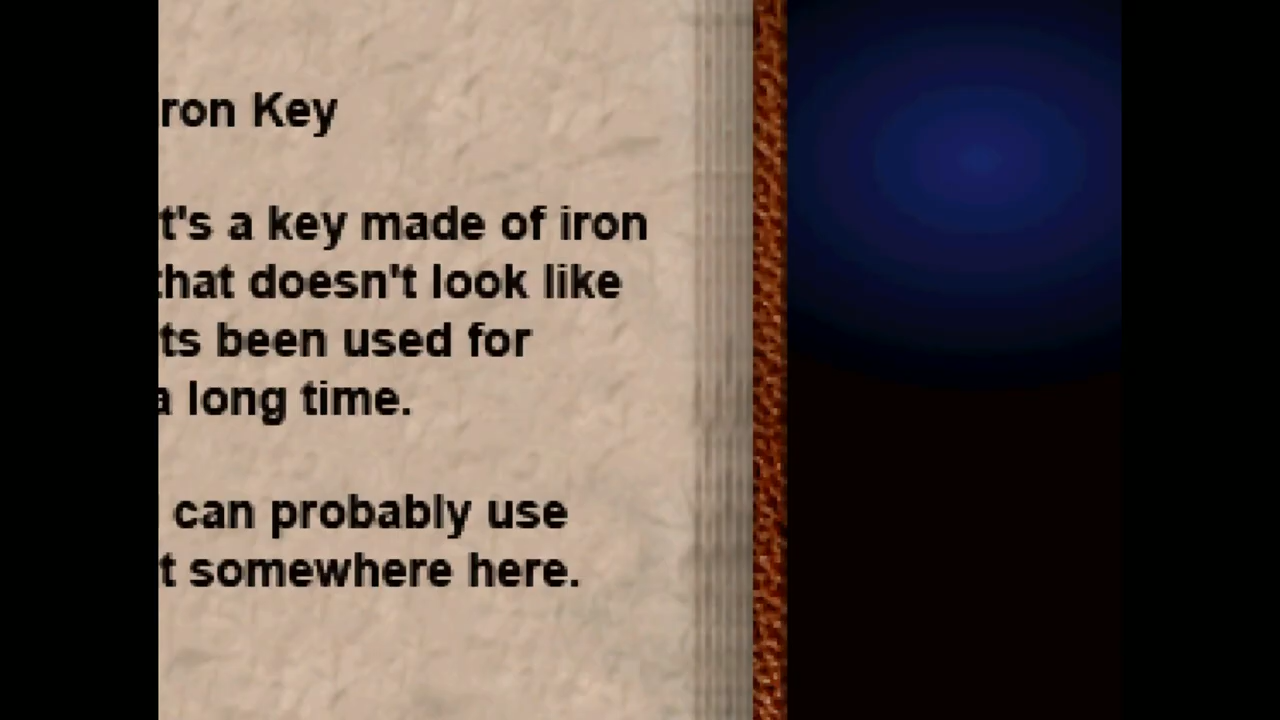 ron Key
t's a key made of iron
that doesn't look like
ts been used for
a long time.
can probably use
t somewhere here.